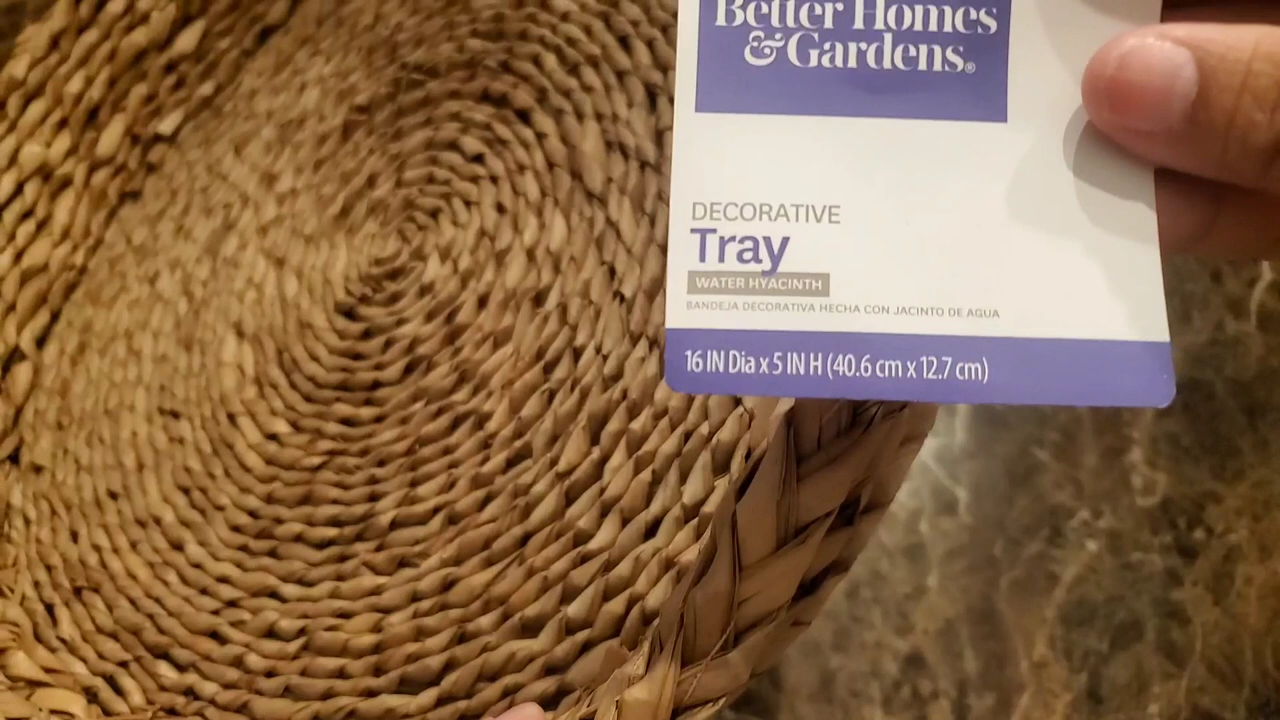 Better Homes
& Gardens®
DECORATIVE
Tray
WATER HYACINTH
BANDEJA DECORATIVA HECHA CON JACINTO DE AGUA
16 IN Dia x 5 IN H (40.6 cm x 12.7 cm)